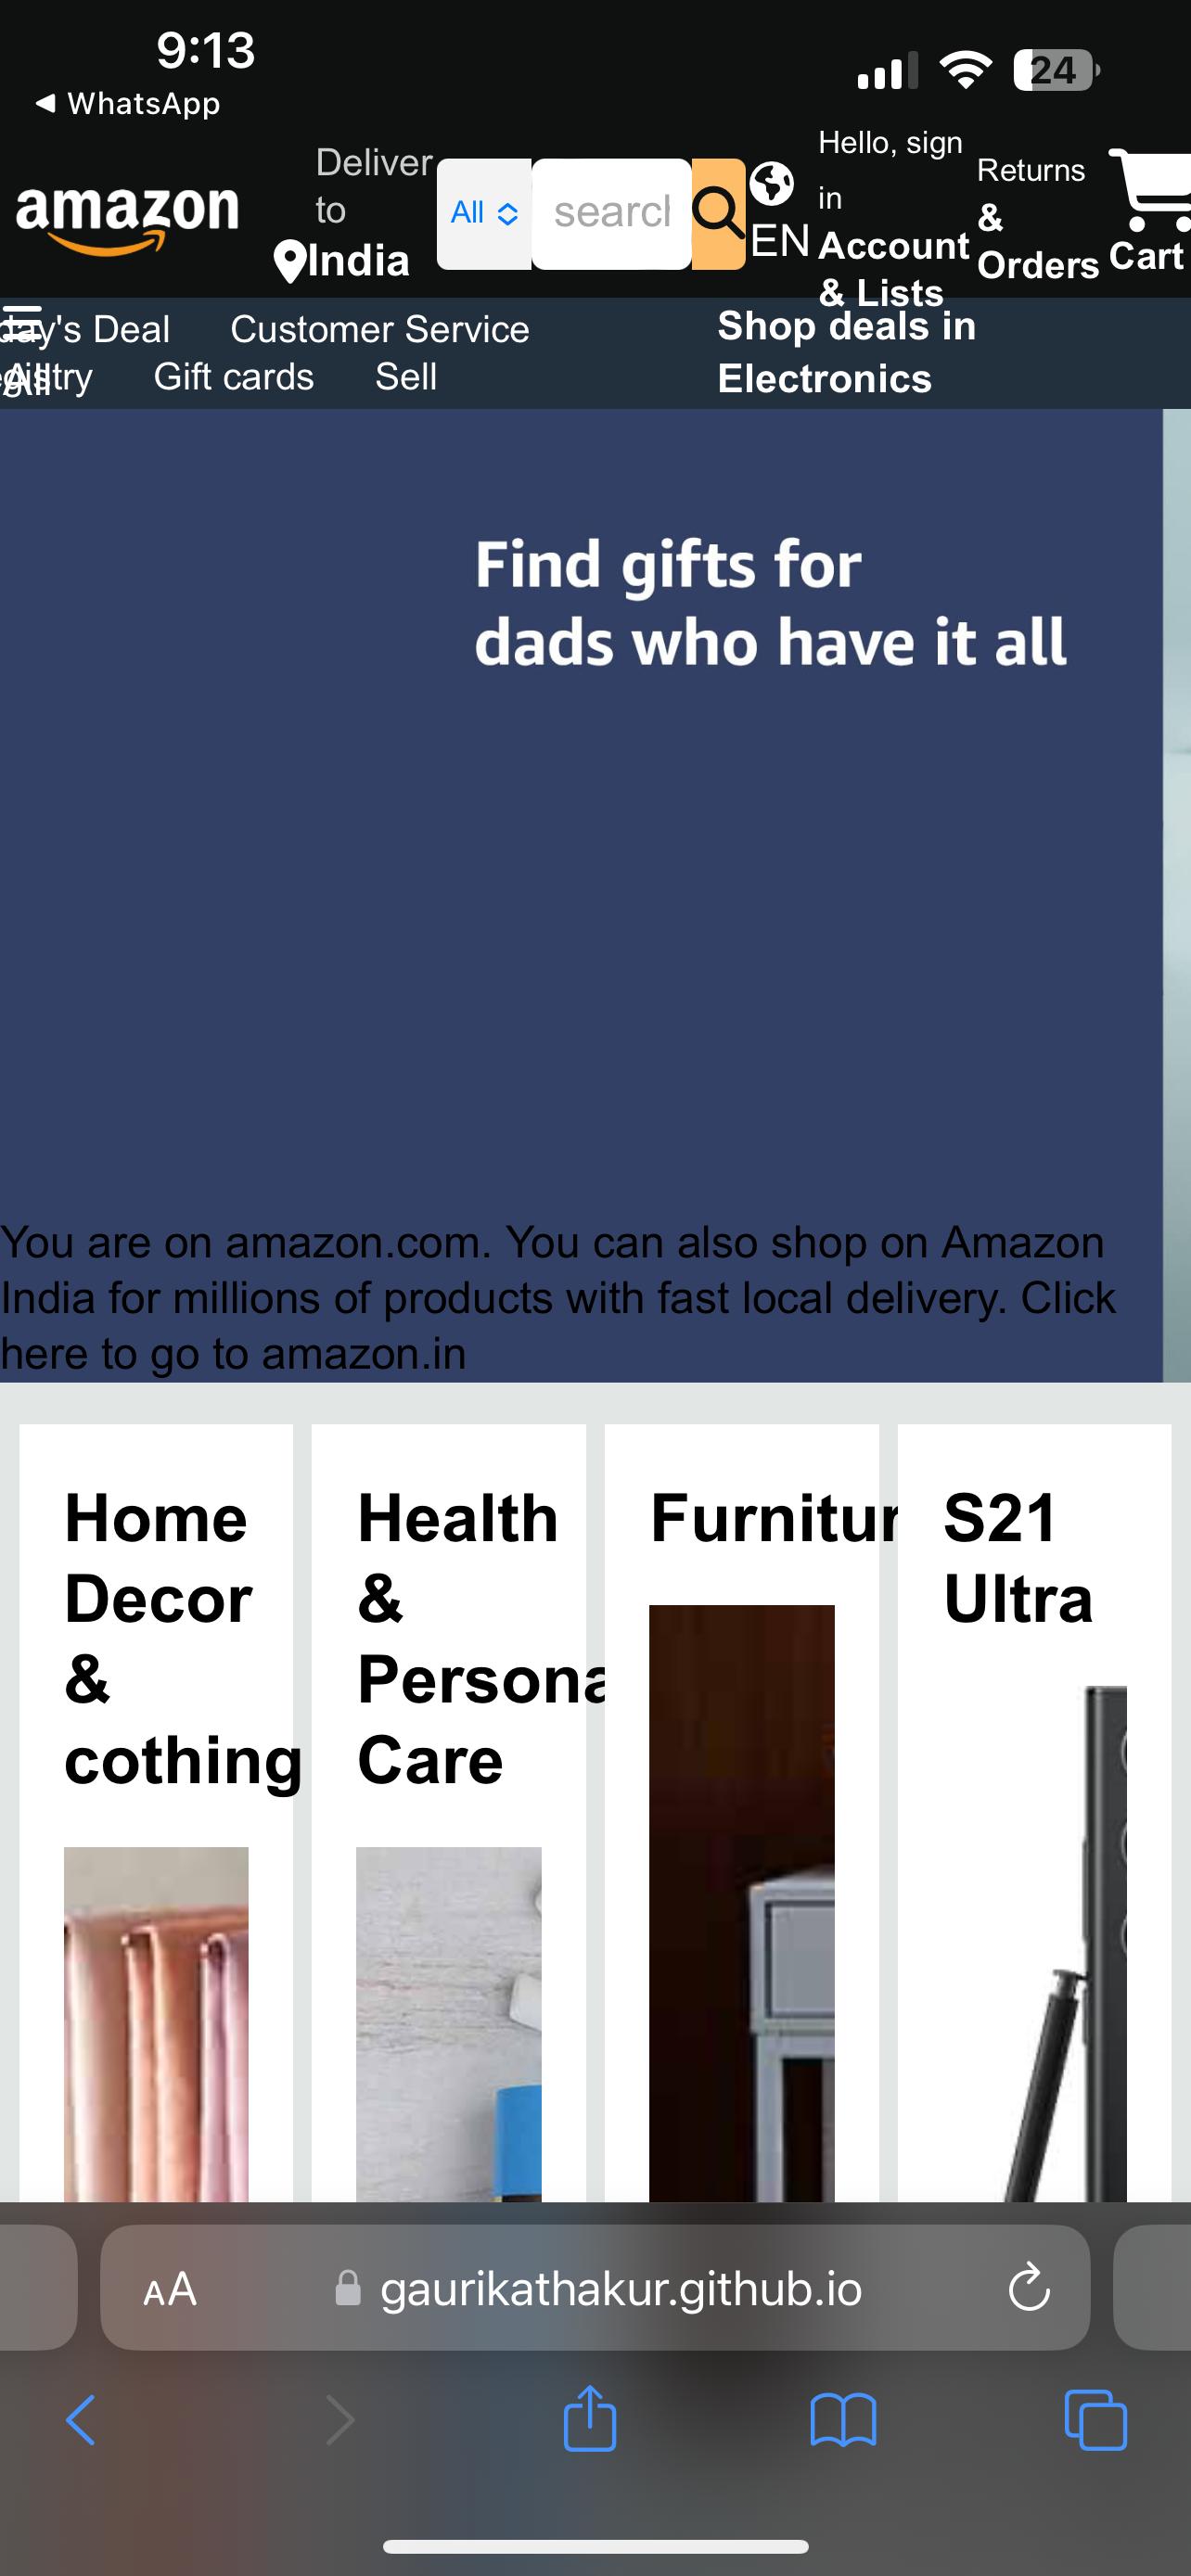 9:13
24
WhatsApp
amazon
Deliver
to
India
All
search
EN
Hello, sign
in
Account
& Lists
Returns
&
Orders
Cart
day's Deal
Customer Service
All
egistry
Gift cards
Sell
Shop deals in
Electronics
Find gifts for
dads who have it all
You are on amazon.com. You can also shop on Amazon
India for millions of products with fast local delivery. Click
here to go to amazon.in
Home
Decor
&
cothing
Health
&
Persona
Care
Furnitur
S21
Ultra
AA
gaurikathakur.github.io